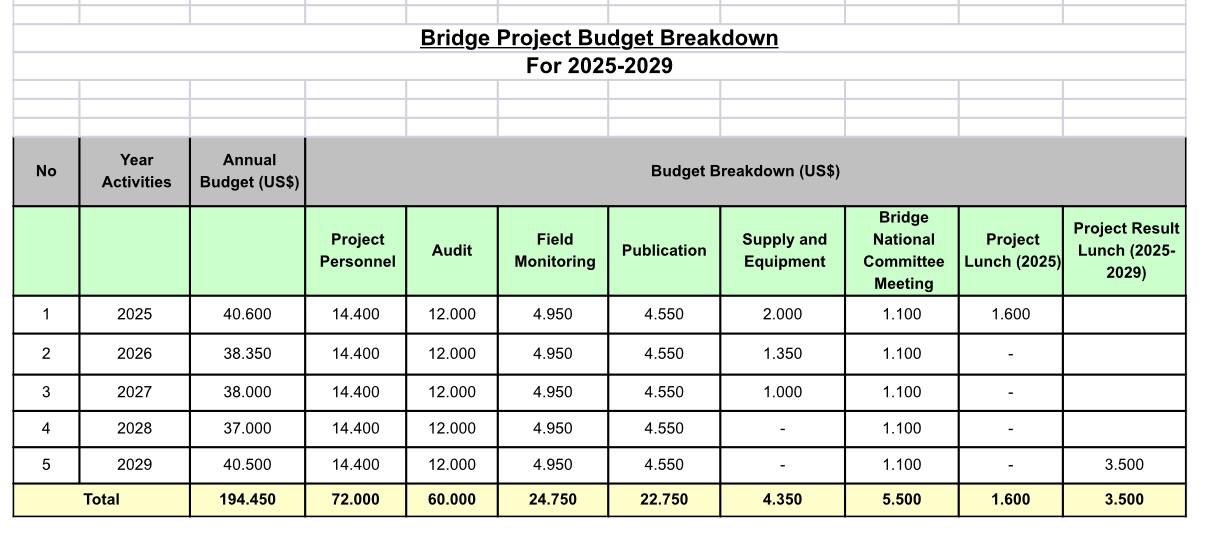 Bridge Project Budget Breakdown
For 2025-2029
No | Year Activities | Annual Budget (US$) | Budget Breakdown (US$)
Project Personnel | Audit | Field Monitoring | Publication | Supply and Equipment | Bridge National Committee Meeting | Project Lunch (2025) | Project Result Lunch (2025-2029)
1 | 2025 | 40.600 | 14.400 | 12.000 | 4.950 | 4.550 | 2.000 | 1.100 | 1.600
2 | 2026 | 38.350 | 14.400 | 12.000 | 4.950 | 4.550 | 1.350 | 1.100 | -
3 | 2027 | 38.000 | 14.400 | 12.000 | 4.950 | 4.550 | 1.000 | 1.100 | -
4 | 2028 | 37.000 | 14.400 | 12.000 | 4.950 | 4.550 | - | 1.100 | -
5 | 2029 | 40.500 | 14.400 | 12.000 | 4.950 | 4.550 | - | 1.100 | - | 3.500
Total | 194.450 | 72.000 | 60.000 | 24.750 | 22.750 | 4.350 | 5.500 | 1.600 | 3.500